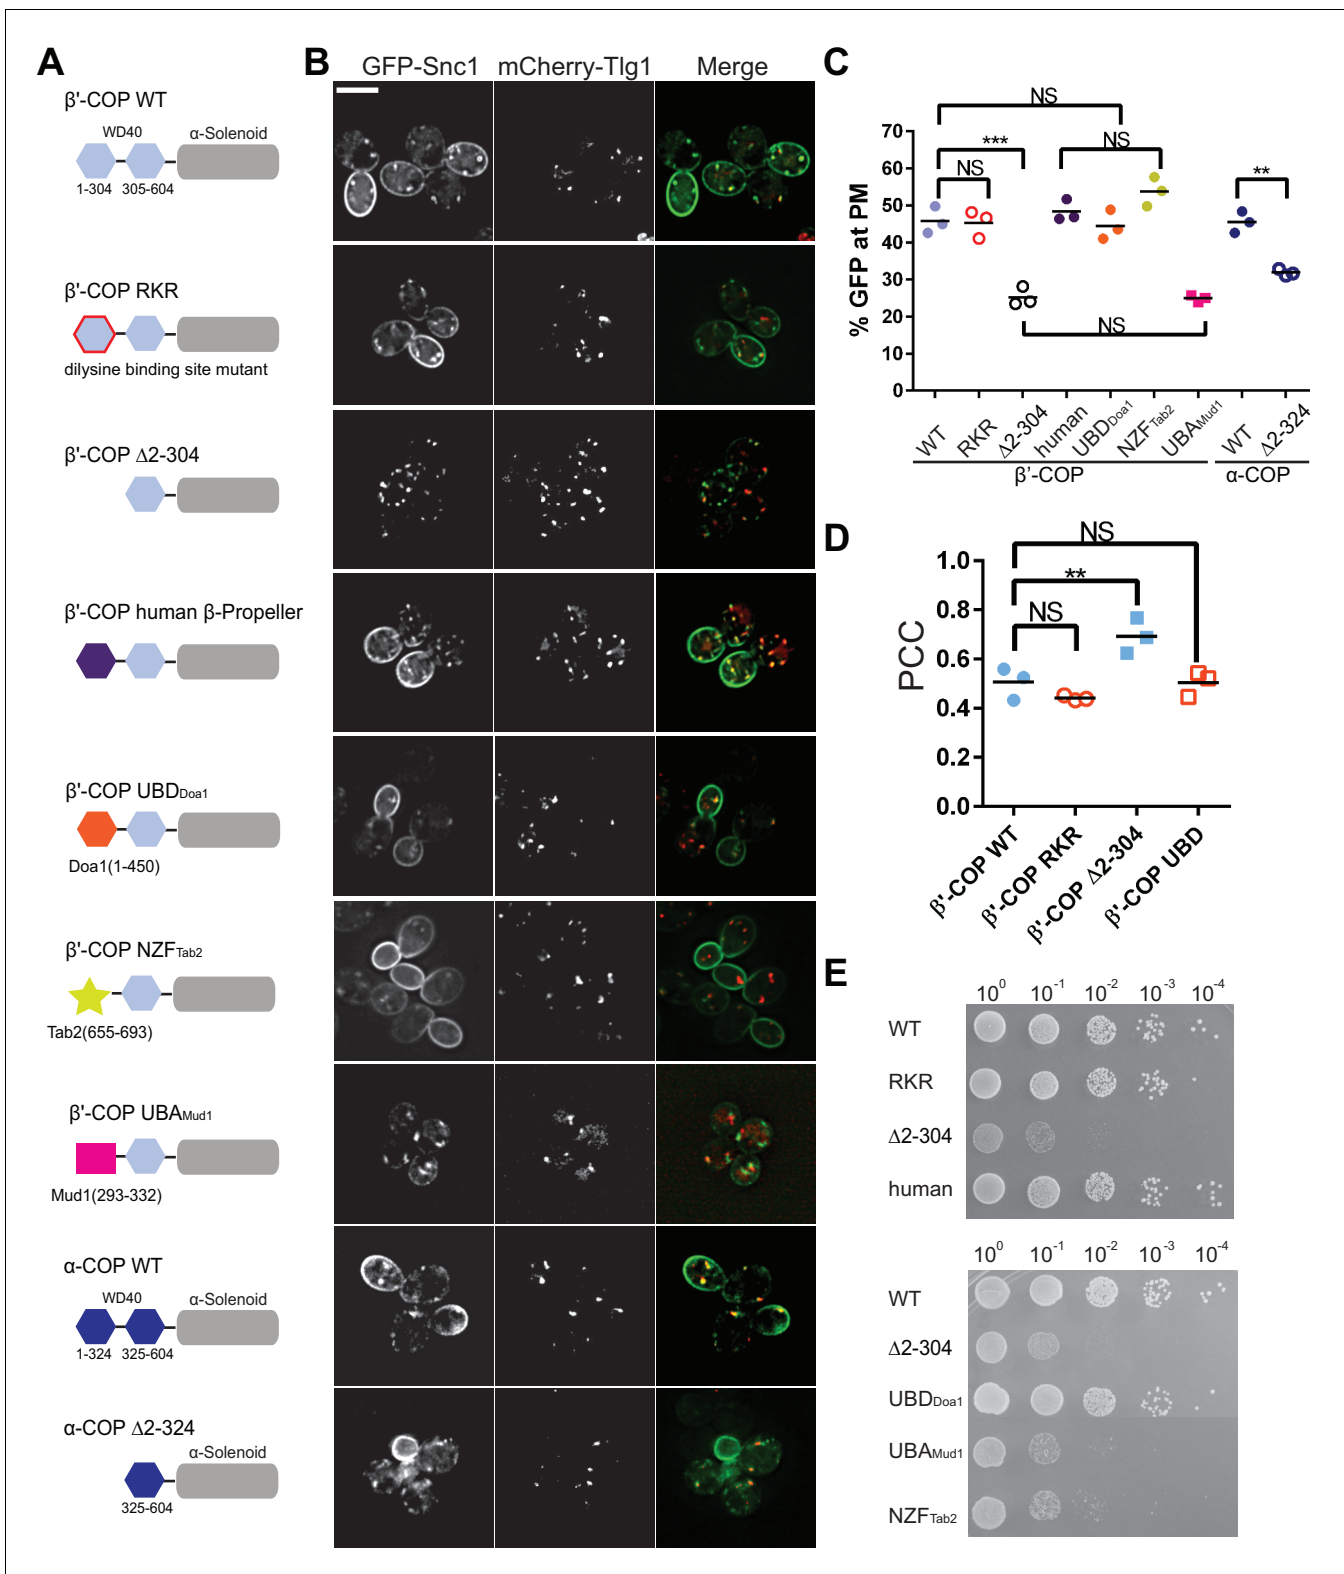 A
β'-COP WT
WD40
α-Solenoid
1-304
305-604
β'-COP RKR
dilysine binding site mutant
β'-COP Δ2-304
β'-COP human β-Propeller
β'-COP UBDDoa1
Doa1(1-450)
β'-COP NZFTab2
Tab2(655-693)
β'-COP UBAMud1
Mud1(293-332)
α-COP WT
WD40
α-Solenoid
1-324
325-604
α-COP Δ2-324
α-Solenoid
325-604
B
GFP-Snc1 mCherry-Tlg1 Merge
C
% GFP at PM
70
60
50
40
30
20
10
0
NS
***
NS
NS
**
NS
WT
RKR
Δ2-304
human
UBDDoa1
NZFTab2
UBAMud1
WT
Δ2-324
β'-COP
α-COP
D
PCC
1.0
0.8
0.6
0.4
0.2
0.0
NS
**
NS
β'-COP WT
β'-COP RKR
β'-COP Δ2-304
β'-COP UBD
E
10⁰ 10⁻¹ 10⁻² 10⁻³ 10⁻⁴
WT
RKR
Δ2-304
human
10⁰ 10⁻¹ 10⁻² 10⁻³ 10⁻⁴
WT
Δ2-304
UBDDoa1
UBAMud1
NZFTab2